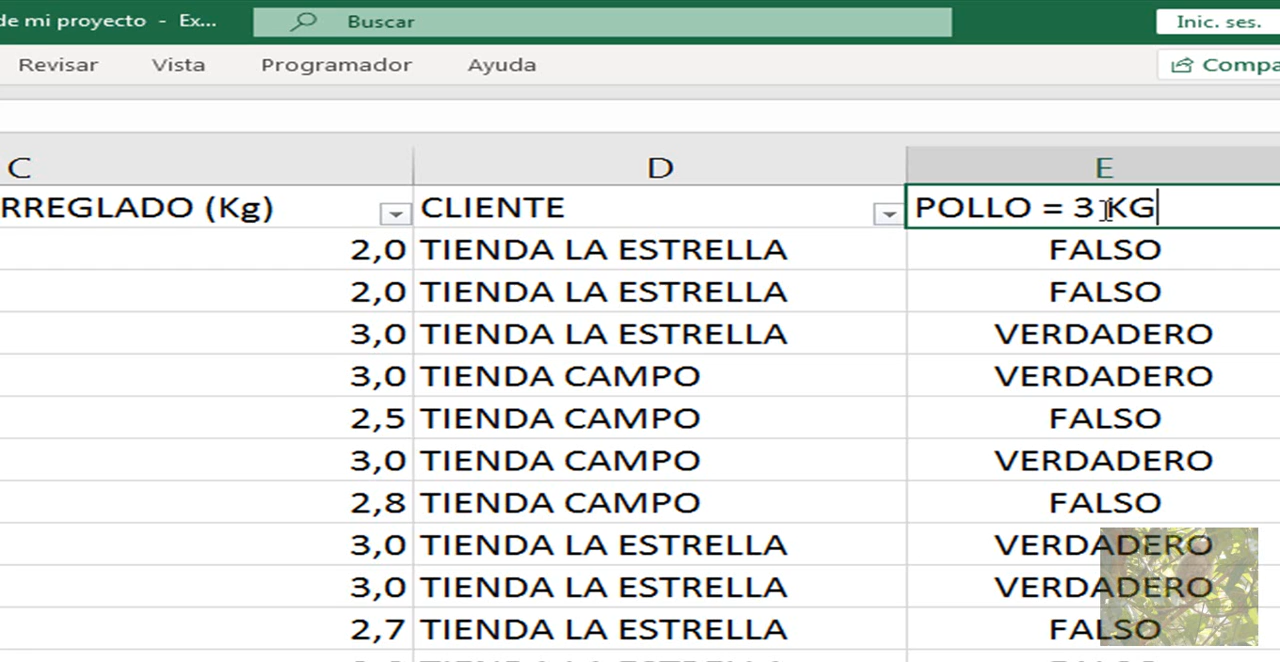 de mi proyecto - Ex... Buscar Inic. ses.
Revisar Vista Programador Ayuda Compa
C D E
RREGLADO (Kg) CLIENTE POLLO = 3 KG
2,0 TIENDA LA ESTRELLA FALSO
2,0 TIENDA LA ESTRELLA FALSO
3,0 TIENDA LA ESTRELLA VERDADERO
3,0 TIENDA CAMPO VERDADERO
2,5 TIENDA CAMPO FALSO
3,0 TIENDA CAMPO VERDADERO
2,8 TIENDA CAMPO FALSO
3,0 TIENDA LA ESTRELLA VERDADERO
3,0 TIENDA LA ESTRELLA VERDADERO
2,7 TIENDA LA ESTRELLA FALSO